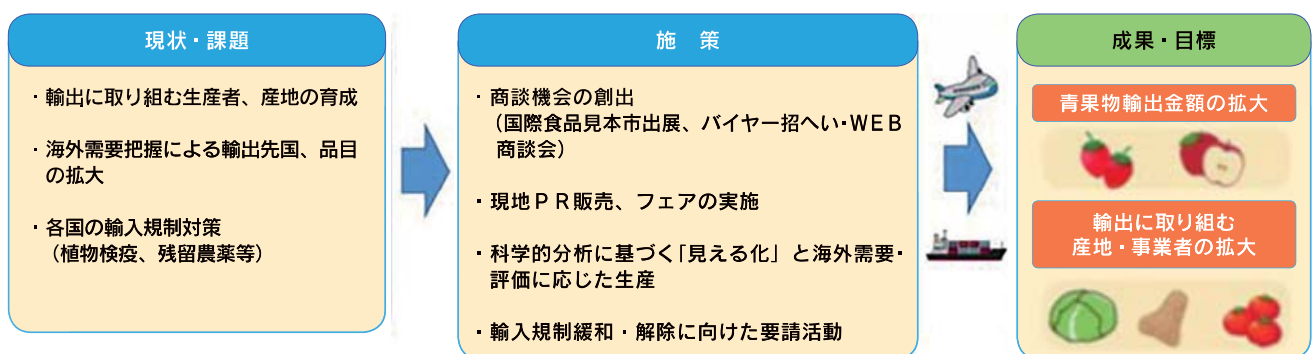 現状・課題
・輸出に取り組む生産者、産地の育成
・海外需要把握による輸出先国、品目
の拡大
・各国の輸入規制対策
（植物検疫、残留農薬等）
施　策
・商談機会の創出
（国際食品見本市出展、バイヤー招へい・ＷＥＢ
商談会）
・現地ＰＲ販売、フェアの実施
・科学的分析に基づく「見える化」と海外需要・
評価に応じた生産
・輸入規制緩和・解除に向けた要請活動
成果・目標
青果物輸出金額の拡大
輸出に取り組む
産地・事業者の拡大